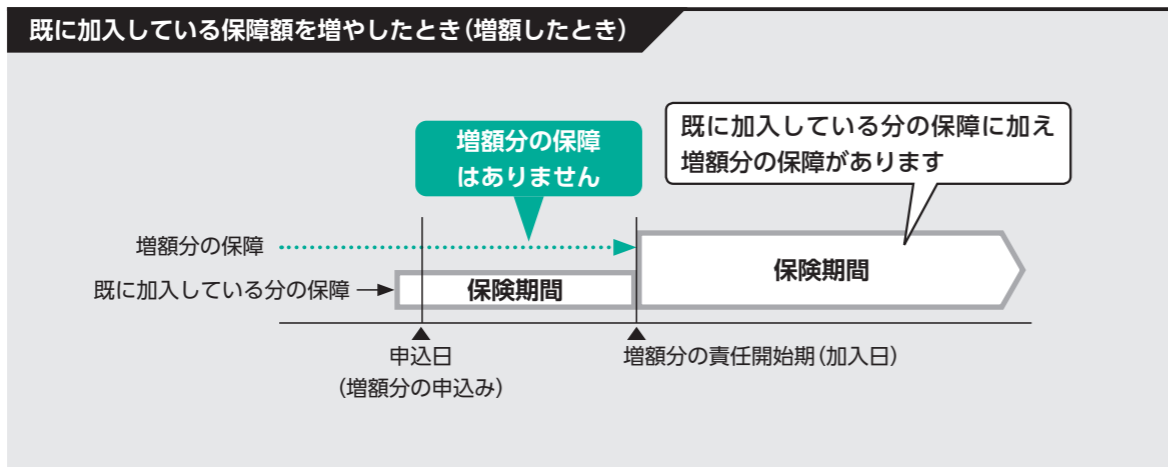 既に加入している保障額を増やしたとき(増額したとき)
増額分の保障
はありません
既に加入している分の保障に加え
増額分の保障があります
増額分の保障
既に加入している分の保障
保険期間
保険期間
申込日
(増額分の申込み)
増額分の責任開始期(加入日)